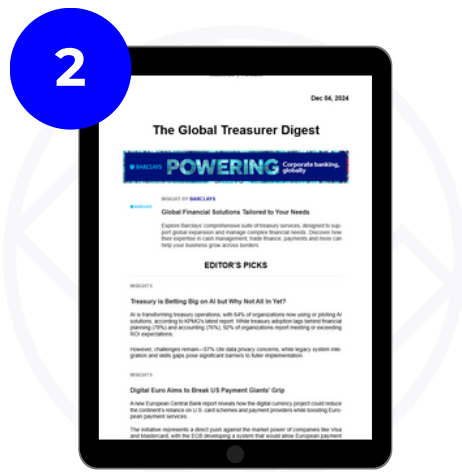 2
Dec 04, 2024
The Global Treasurer Digest
BARCLAYS POWERING Corporate banking,
globally
BARCLAYS
INSIGHT BY BARCLAYS
Global Financial Solutions Tailored to Your Needs
Explore Barclays' comprehensive suite of treasury services, designed to sup-
port global expansion and manage complex financial needs. Discover how
their expertise in cash management, trade finance, payments and more can
help your business grow across borders
EDITOR'S PICKS
INSIGHTS
Treasury is Betting Big on AI but Why Not All In Yet?
AI is transforming treasury operations, with 64% of organizations now using or piloting AI
solutions, according to KPMG's latest report. While treasury adoption lags behind financial
planning (78%) and accounting (76%), 92% of organizations report meeting or exceeding
ROI expectations.
However, challenges remain—57% cite data privacy concerns, while legacy system inte-
gration and skills gaps pose significant barriers to fuller implementation.
INSIGHTS
Digital Euro Aims to Break US Payment Giants' Grip
A new European Central Bank report reveals how the digital currency project could reduce
the continent's reliance on U.S. card schemes and payment providers while boosting Euro-
pean payment services.
The initiative represents a direct push against the market power of companies like Visa
and Mastercard, with the ECB developing a system that would allow European payment